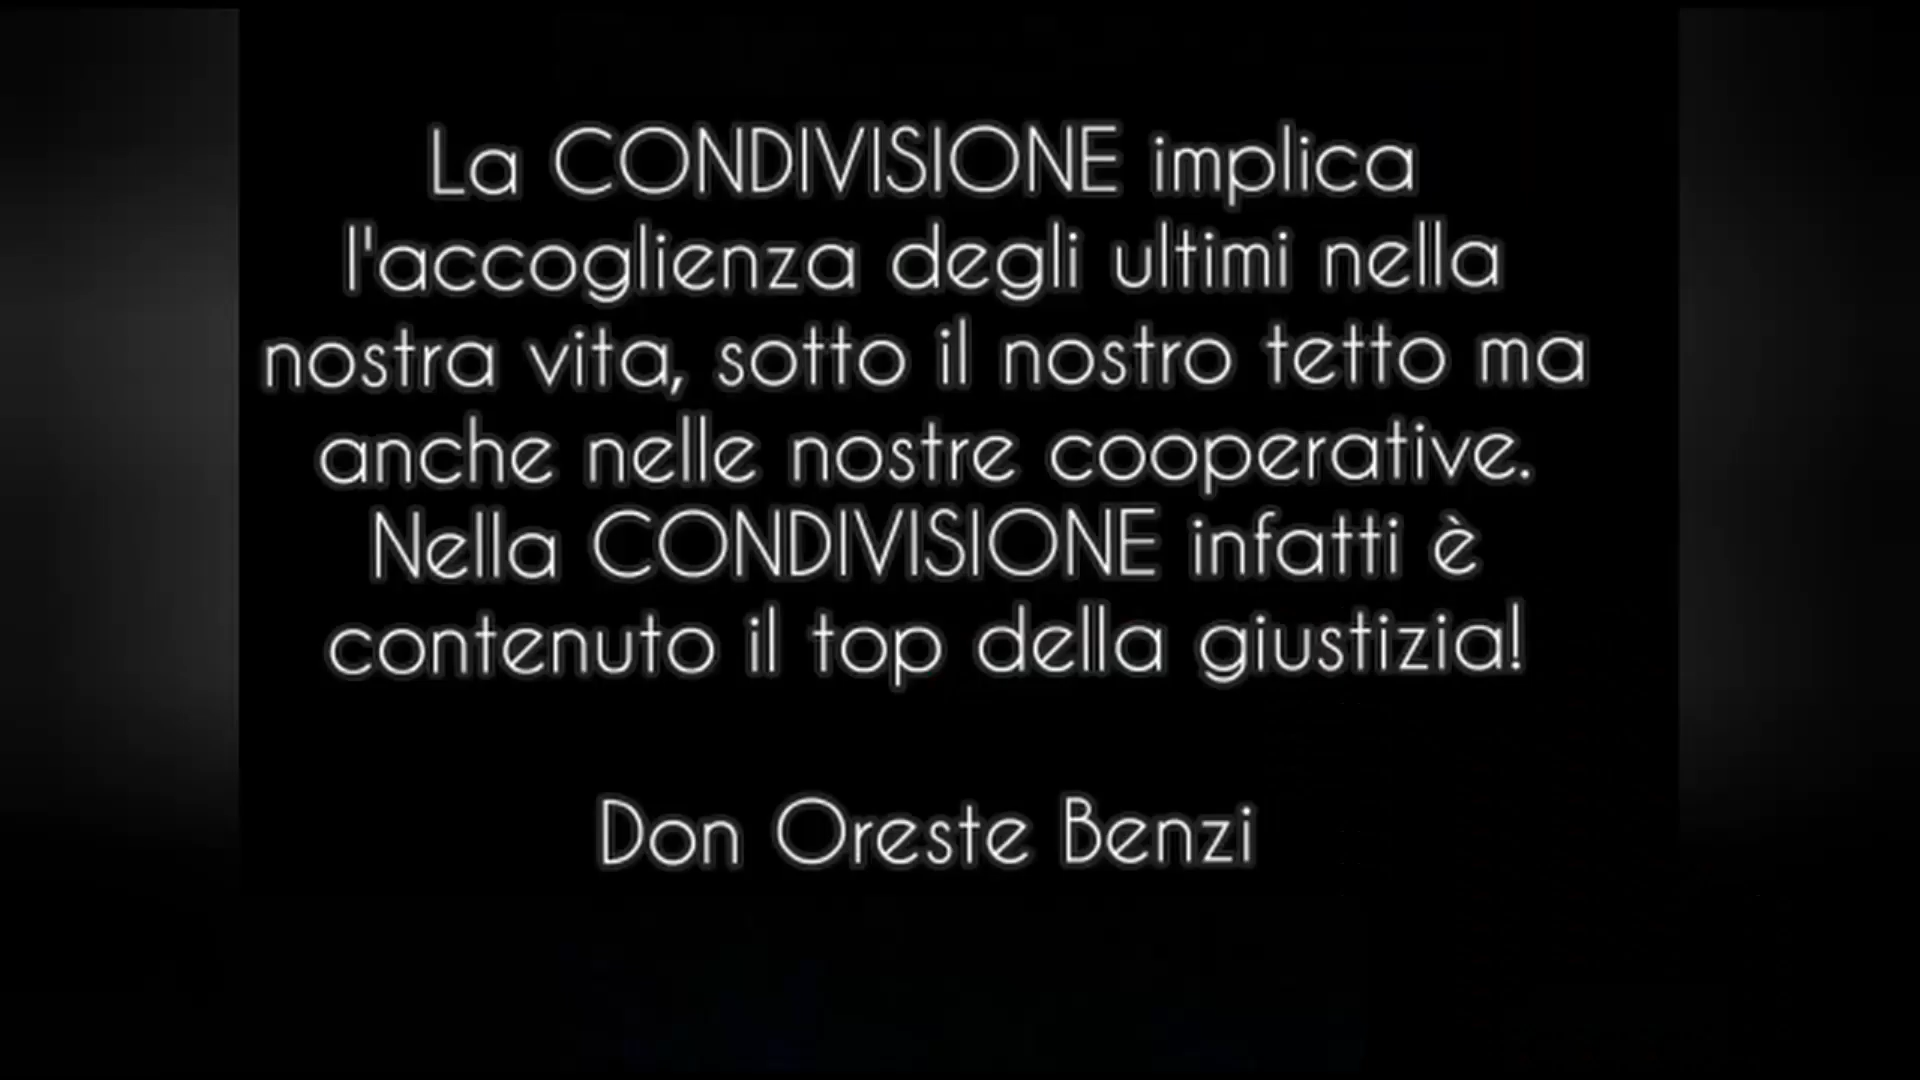 La CONDIVISIONE implica
l'accoglienza degli ultimi nella
nostra vita, sotto il nostro tetto ma
anche nelle nostre cooperative.
Nella CONDIVISIONE infatti è
contenuto il top della giustizia!
Don Oreste Benzi